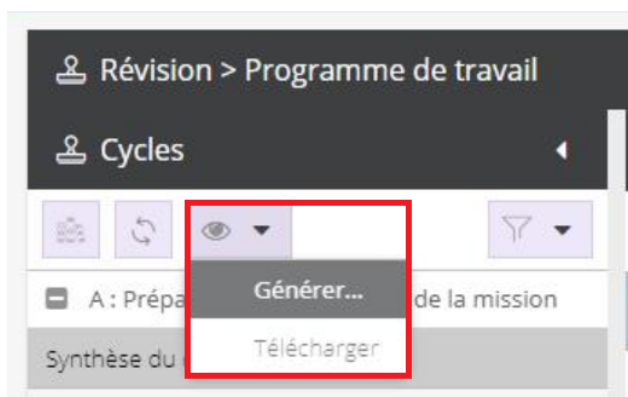 Révision > Programme de travail
Cycles
Générer...
A : Prépa de la mission
Télécharger
Synthèse du